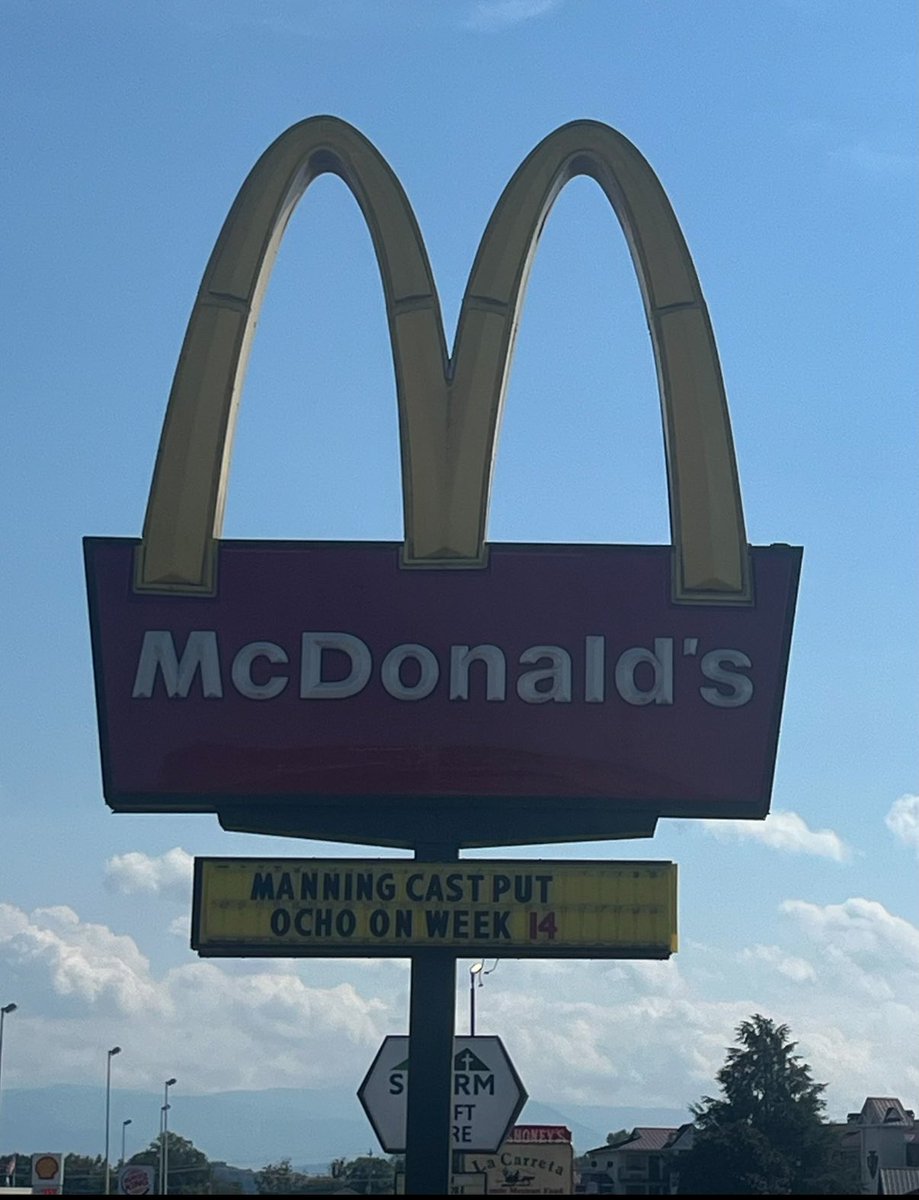 McDonald's
MANNING CAST PUT
OCHO ON WEEK 14
La Carreta